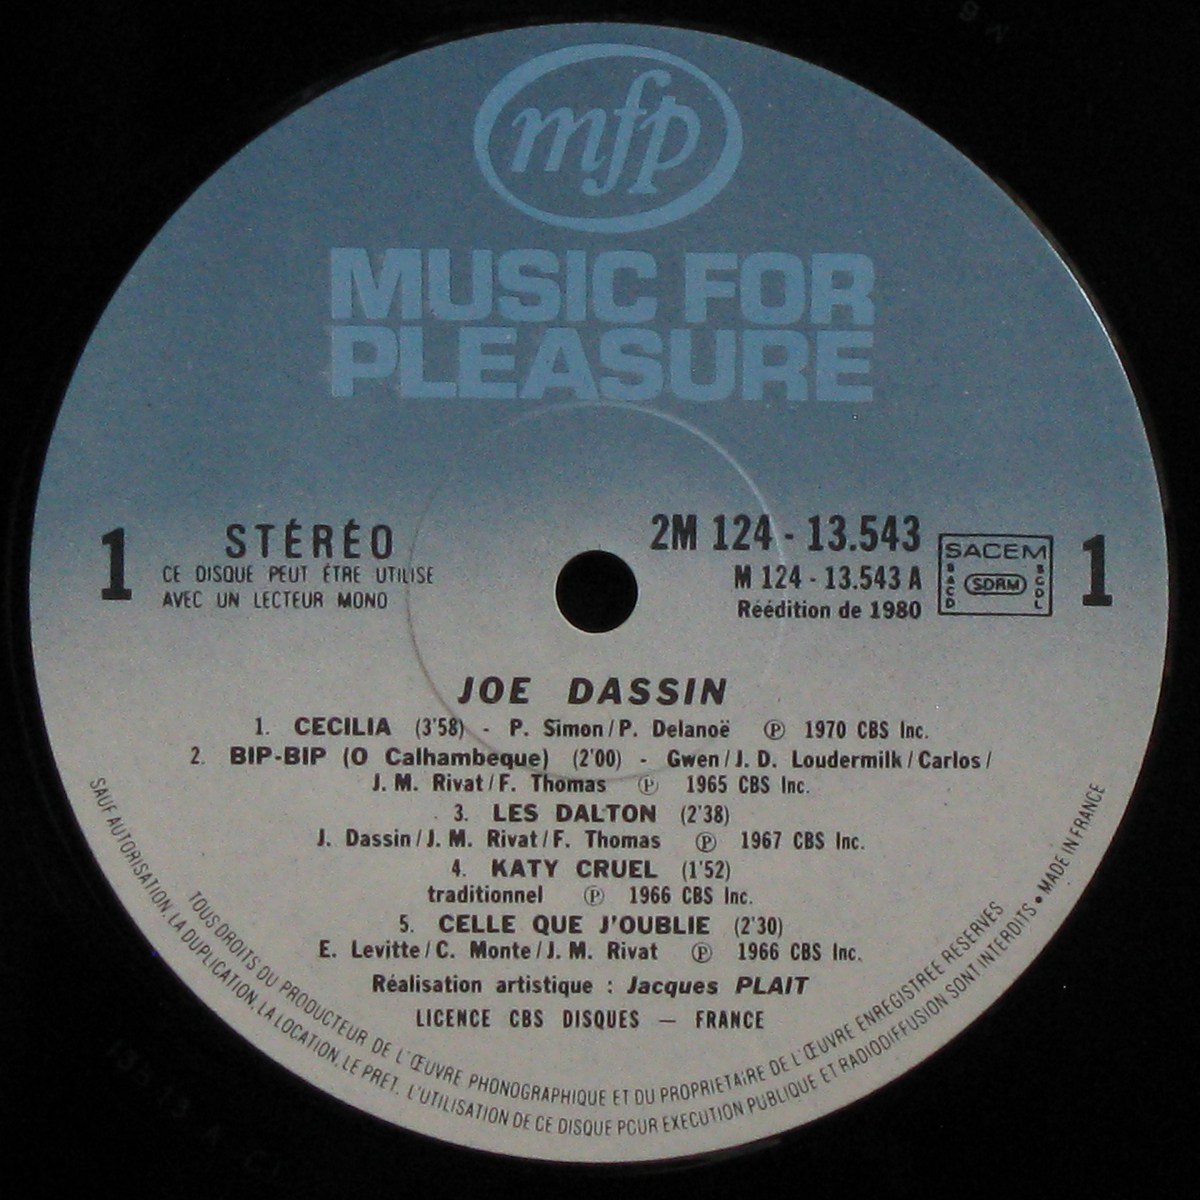 mfp
MUSIC FOR
PLEASURE
1
STÉRÉO
CE DISQUE PEUT ÊTRE UTILISE
AVEC UN LECTEUR MONO
2M 124 - 13.543
M 124 - 13.543 A
Réédition de 1980
SACEM
SACD
SDRM
SCDL
1
JOE DASSIN
1. CECILIA (3'58) - P. Simon/P. Delanoë Ⓟ 1970 CBS Inc.
2. BIP-BIP (O Calhambeque) (2'00) - Gwen/J. D. Loudermilk/Carlos/
J. M. Rivat/F. Thomas Ⓟ 1965 CBS Inc.
3. LES DALTON (2'38)
J. Dassin/J. M. Rivat/F. Thomas Ⓟ 1967 CBS Inc.
4. KATY CRUEL (1'52)
traditionnel Ⓟ 1966 CBS Inc.
5. CELLE QUE J'OUBLIE (2'30)
E. Levitte/C. Monte/J. M. Rivat Ⓟ 1966 CBS Inc.
Réalisation artistique : Jacques PLAIT
LICENCE CBS DISQUES — FRANCE
TOUS DROITS DU PRODUCTEUR DE L'ŒUVRE PHONOGRAPHIQUE ET DU PROPRIETAIRE DE L'ŒUVRE ENREGISTREE RESERVES
SAUF AUTORISATION, LA DUPLICATION, LA LOCATION, LE PRET. L'UTILISATION DE CE DISQUE POUR EXECUTION PUBLIQUE ET RADIODIFFUSION SONT INTERDITS • MADE IN FRANCE